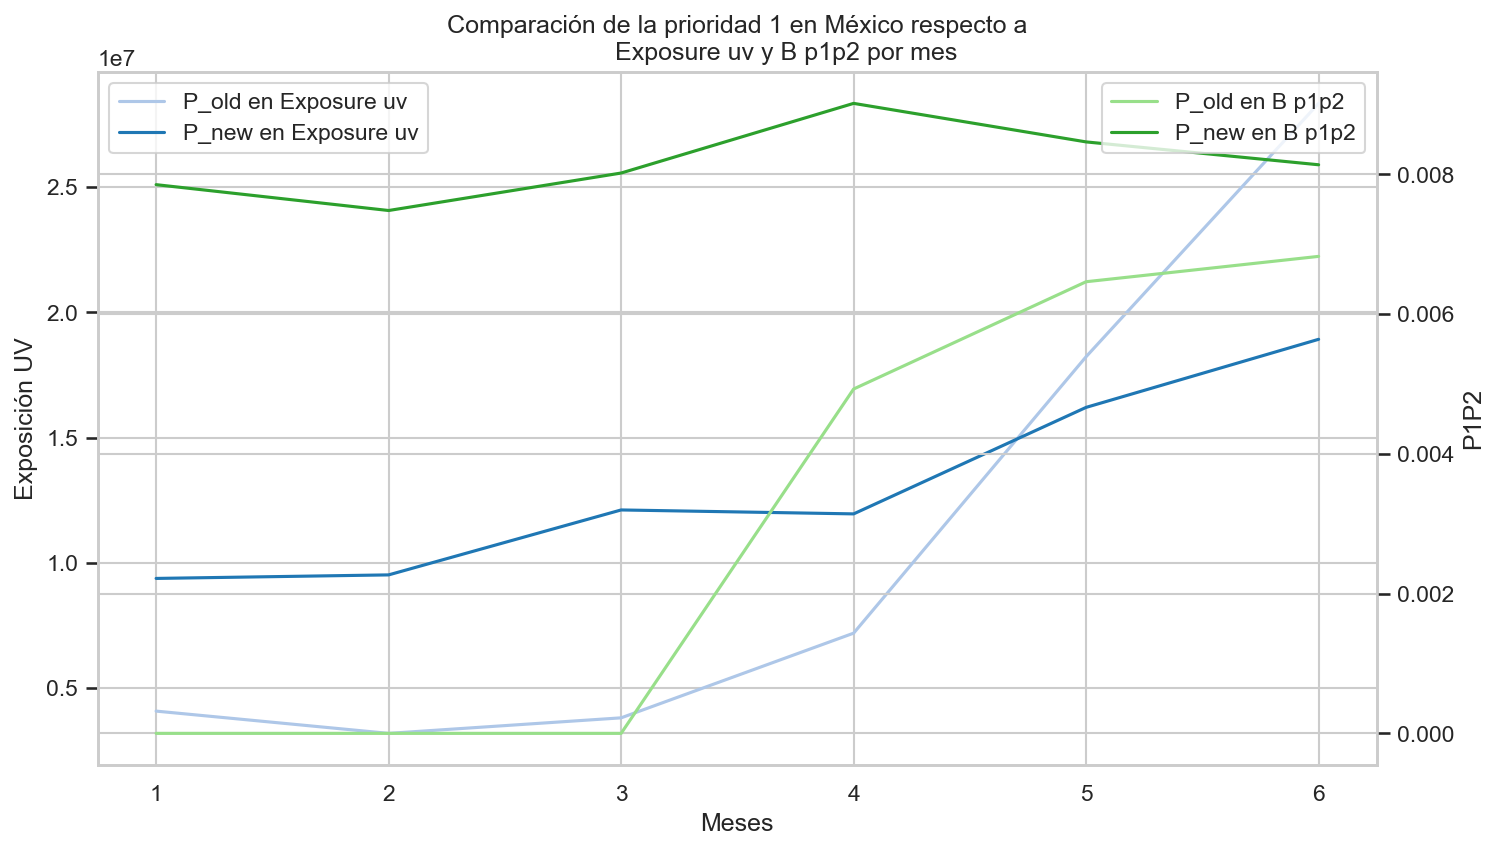 Comparación de la prioridad 1 en México respecto a
Exposure uv y B p1p2 por mes
1e7
P_old en Exposure uv
P_new en Exposure uv
P_old en B p1p2
P_new en B p1p2
2.5
2.0
1.5
1.0
0.5
Exposición UV
0.008
0.006
0.004
0.002
0.000
P1P2
1
2
3
4
5
6
Meses